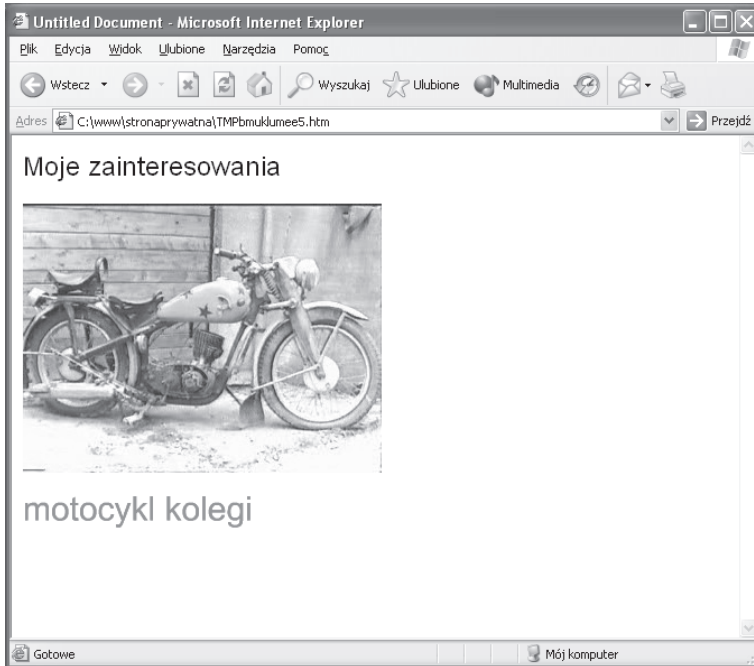 Untitled Document - Microsoft Internet Explorer
Plik Edycja Widok Ulubione Narzędzia Pomoc
Wstecz Wyszukaj Ulubione Multimedia
Adres C:\www\stronaprywatna\TMPbmuklumee5.htm Przejdź
Moje zainteresowania
motocykl kolegi
Gotowe Mój komputer